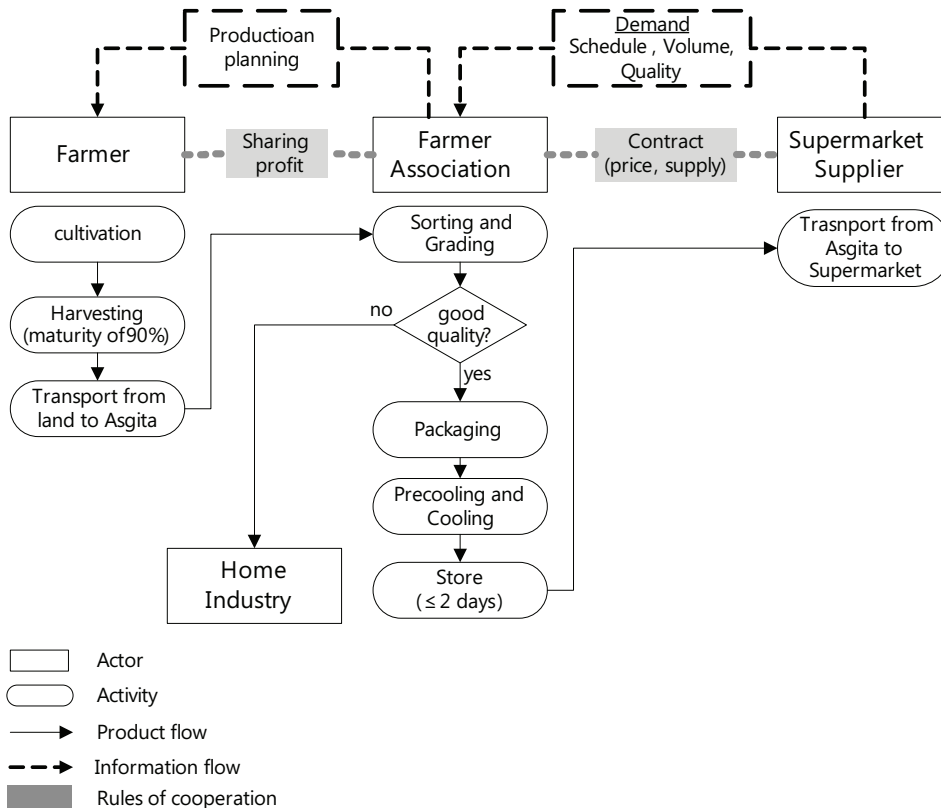 Productioan
planning
Demand
Schedule , Volume,
Quality
Farmer
Sharing
profit
Farmer
Association
Contract
(price, supply)
Supermarket
Supplier
cultivation
Harvesting
(maturity of90%)
Transport from
land to Asgita
Sorting and
Grading
good
quality?
no
yes
Packaging
Precooling and
Cooling
Store
(≤ 2 days)
Trasnport from
Asgita to
Supermarket
Home
Industry
Actor
Activity
Product flow
Information flow
Rules of cooperation